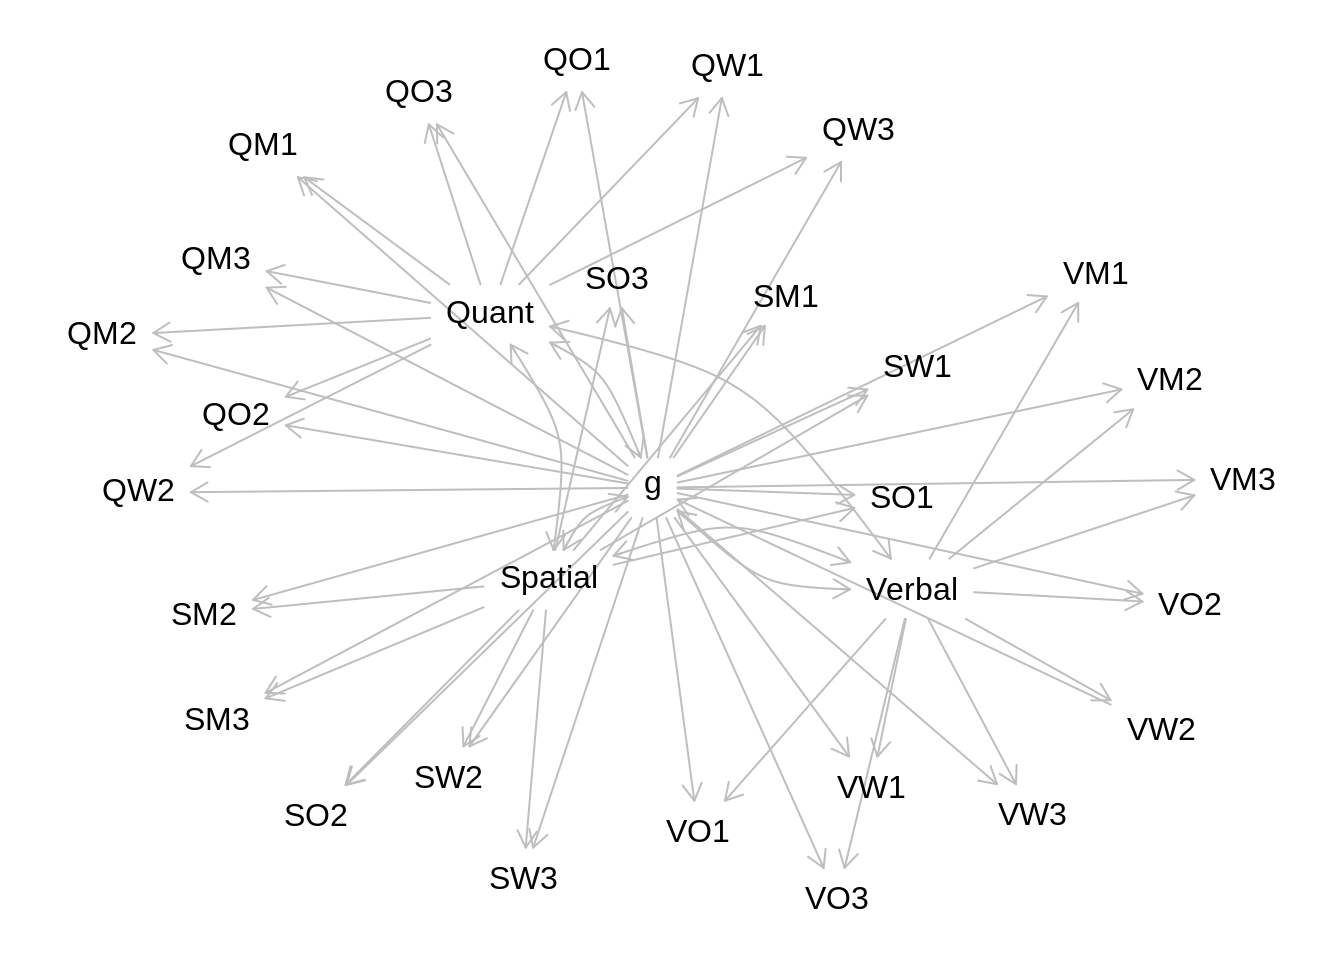 QO1
QW1
QO3
QW3
QM1
QM3
SO3
VM1
SM1
Quant
QM2
SW1
VM2
QO2
VM3
g
QW2
SO1
Spatial
Verbal
VO2
SM2
SM3
VW2
SW2
VW1
SO2
VW3
VO1
SW3
VO3